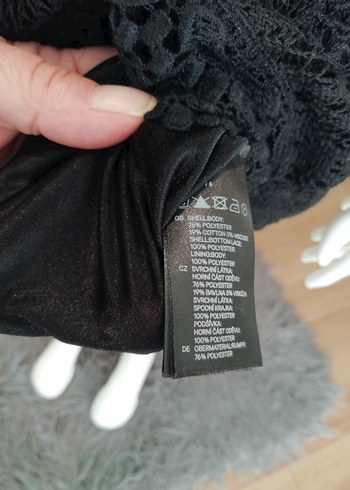 GB SHELL:BODY:
76% POLYESTER
19% COTTON 5% VISCOSE
SHELL:BOTTOM LACE
100% POLYESTER
LINING:BODY:
100% POLYESTER
CZ SVRCHNÍ LÁTKA:
HORNÍ ČÁST ODĚVU:
76% POLYESTER
19% BAVLNA 5% VISKÓZA
SVRCHNÍ LÁTKA:
SPODNÍ KRAJKA:
100% POLYESTER
PODŠÍVKA:
HORNÍ ČÁST ODĚVU:
100% POLYESTER
DE OBERMATERIAL:RUMPF:
76% POLYESTER